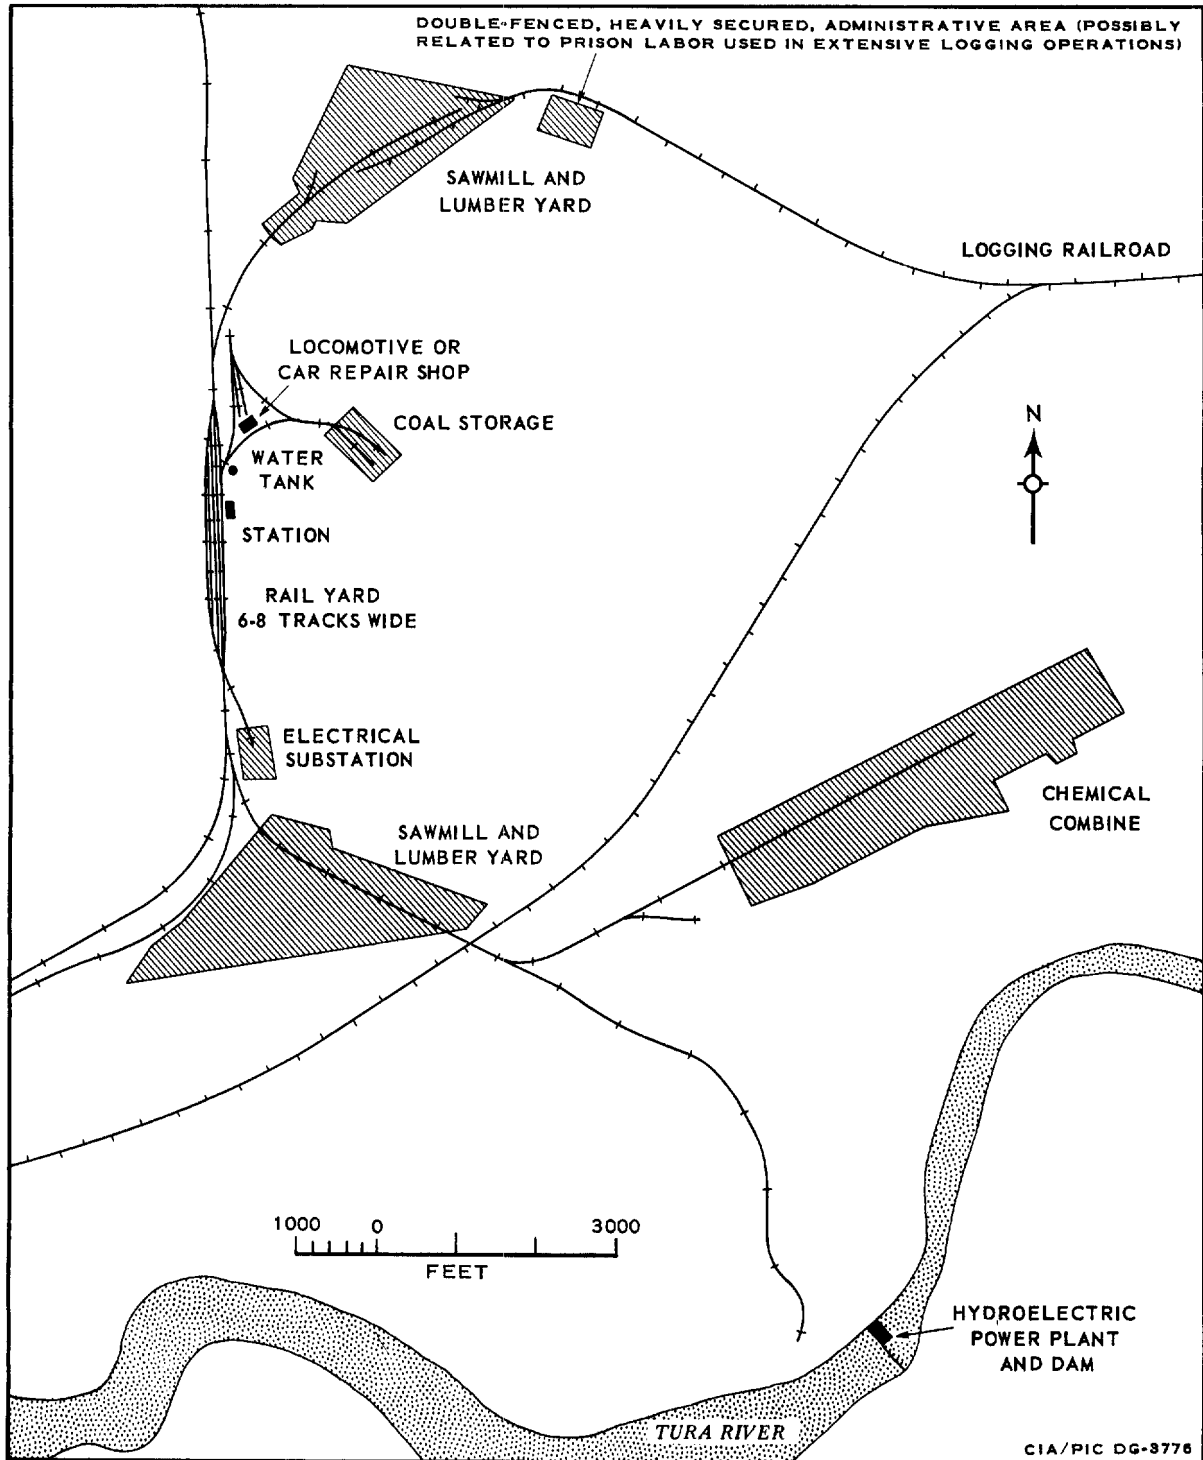 DOUBLE-FENCED, HEAVILY SECURED, ADMINISTRATIVE AREA (POSSIBLY
RELATED TO PRISON LABOR USED IN EXTENSIVE LOGGING OPERATIONS)
SAWMILL AND
LUMBER YARD
LOGGING RAILROAD
LOCOMOTIVE OR
CAR REPAIR SHOP
COAL STORAGE
N
WATER
TANK
STATION
RAIL YARD
6-8 TRACKS WIDE
ELECTRICAL
SUBSTATION
CHEMICAL
COMBINE
SAWMILL AND
LUMBER YARD
1000 0 3000
FEET
HYDROELECTRIC
POWER PLANT
AND DAM
TURA RIVER
CIA/PIC DG-3776